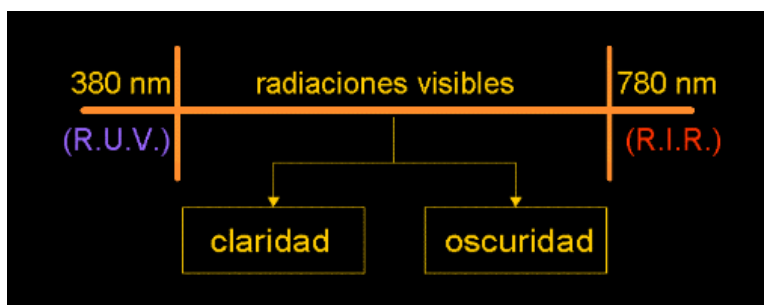 380 nm radiaciones visibles 780 nm
(R.U.V.) (R.I.R.)
claridad oscuridad